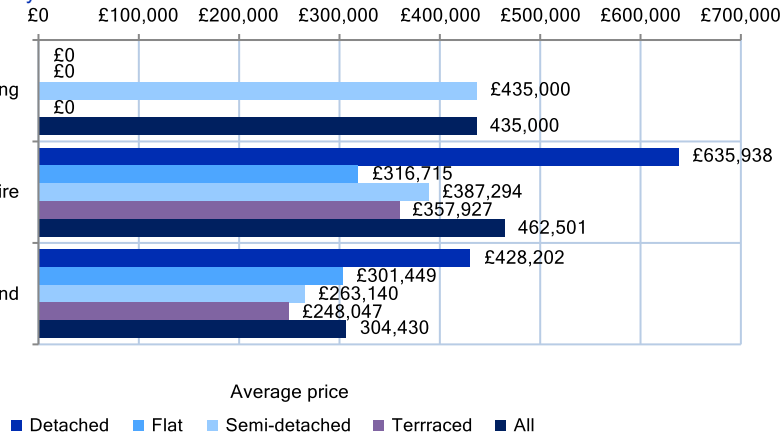 £0 £100,000 £200,000 £300,000 £400,000 £500,000 £600,000 £700,000
£0
£0
ng £435,000
£0
435,000
£635,938
£316,715
ire £387,294
£357,927
462,501
£428,202
£301,449
nd £263,140
£248,047
304,430
Average price
Detached Flat Semi-detached Terrraced All